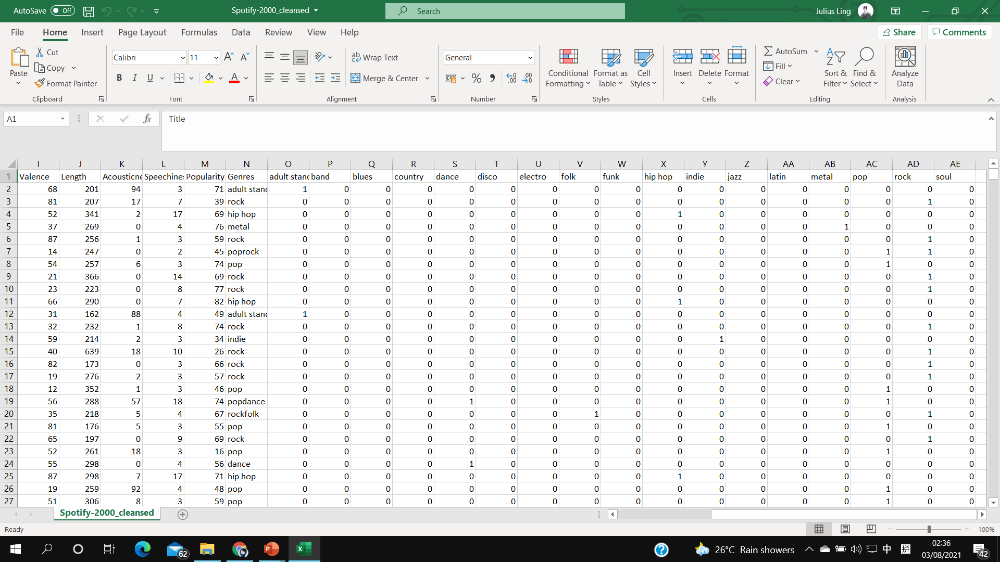 AutoSave Off Spotify-2000_cleansed Search Julius Ling
File Home Insert Page Layout Formulas Data Review View Help Share Comments
Paste Cut Copy Format Painter Clipboard
Calibri 11 B I U A Font
Wrap Text Merge & Center Alignment
General % Number
Conditional Formatting Format as Table Cell Styles Styles
Insert Delete Format Cells
AutoSum Fill Clear Sort & Filter Find & Select Editing
Analyze Data Analysis
A1 fx Title
I J K L M N O P Q R S T U V W X Y Z AA AB AC AD AE
1 Valence Length Acousticne Speechines Popularity Genres adult stand band blues country dance disco electro folk funk hip hop indie jazz latin metal pop rock soul
2 68 201 94 3 71 adult stand 1 0 0 0 0 0 0 0 0 0 0 0 0 0 0 0 0
3 81 207 17 7 39 rock 0 0 0 0 0 0 0 0 0 0 0 0 0 0 0 1 0
4 52 341 2 17 69 hip hop 0 0 0 0 0 0 0 0 0 1 0 0 0 0 0 0 0
5 37 269 0 4 76 metal 0 0 0 0 0 0 0 0 0 0 0 0 0 1 0 0 0
6 87 256 1 3 59 rock 0 0 0 0 0 0 0 0 0 0 0 0 0 0 0 1 0
7 14 247 0 2 45 poprock 0 0 0 0 0 0 0 0 0 0 0 0 0 0 1 1 0
8 54 257 6 3 74 pop 0 0 0 0 0 0 0 0 0 0 0 0 0 0 1 0 0
9 21 366 0 14 69 rock 0 0 0 0 0 0 0 0 0 0 0 0 0 0 0 1 0
10 23 223 0 8 77 rock 0 0 0 0 0 0 0 0 0 0 0 0 0 0 0 1 0
11 66 290 0 7 82 hip hop 0 0 0 0 0 0 0 0 0 1 0 0 0 0 0 0 0
12 31 162 88 4 49 adult stand 1 0 0 0 0 0 0 0 0 0 0 0 0 0 0 0 0
13 32 232 1 8 74 rock 0 0 0 0 0 0 0 0 0 0 0 0 0 0 0 1 0
14 59 214 2 3 34 indie 0 0 0 0 0 0 0 0 0 0 1 0 0 0 0 0 0
15 40 639 18 10 26 rock 0 0 0 0 0 0 0 0 0 0 0 0 0 0 0 1 0
16 82 173 0 3 66 rock 0 0 0 0 0 0 0 0 0 0 0 0 0 0 0 1 0
17 19 276 2 3 57 rock 0 0 0 0 0 0 0 0 0 0 0 0 0 0 0 1 0
18 12 352 1 3 46 pop 0 0 0 0 0 0 0 0 0 0 0 0 0 0 1 0 0
19 56 288 57 18 74 popdance 0 0 0 0 1 0 0 0 0 0 0 0 0 0 1 0 0
20 35 218 5 4 67 rockfolk 0 0 0 0 0 0 0 1 0 0 0 0 0 0 0 1 0
21 81 176 5 3 55 pop 0 0 0 0 0 0 0 0 0 0 0 0 0 0 1 0 0
22 65 197 0 9 69 rock 0 0 0 0 0 0 0 0 0 0 0 0 0 0 0 1 0
23 52 261 18 3 16 pop 0 0 0 0 0 0 0 0 0 0 0 0 0 0 1 0 0
24 55 298 0 4 56 dance 0 0 0 0 1 0 0 0 0 0 0 0 0 0 0 0 0
25 87 298 7 17 71 hip hop 0 0 0 0 0 0 0 0 0 1 0 0 0 0 0 0 0
26 19 259 92 4 48 pop 0 0 0 0 0 0 0 0 0 0 0 0 0 0 1 0 0
27 51 306 8 3 59 pop 0 0 0 0 0 0 0 0 0 0 0 0 0 0 1 0 0
Spotify-2000_cleansed
Ready 100%
62 26°C Rain showers 中 拼 02:36
03/08/2021 42